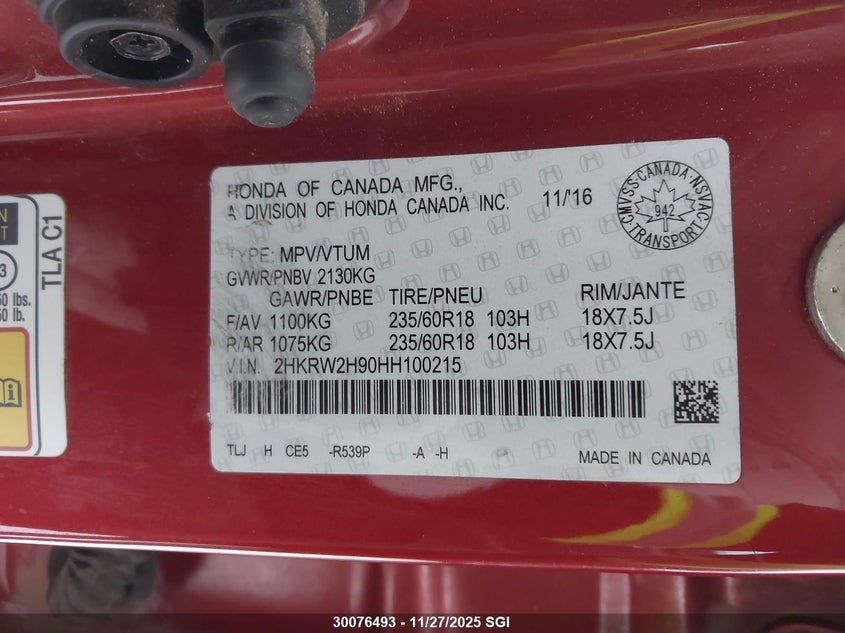 HONDA OF CANADA MFG.,
A DIVISION OF HONDA CANADA INC. 11/'16
CMVSS·CANADA·NSVAC
942
TRANSPORT
TYPE: MPV/VTUM
GVWR/PNBV 2130KG
GAWR/PNBE TIRE/PNEU RIM/JANTE
F/AV 1100KG 235/60R18 103H 18X7.5J
R/AR 1075KG 235/60R18 103H 18X7.5J
V.I.N. 2HKRW2H90HH100215
TLJ H CE5 -R539P -A -H
MADE IN CANADA
TLA C1
lbs.
lb.
30076493 - 11/27/2025 SGI